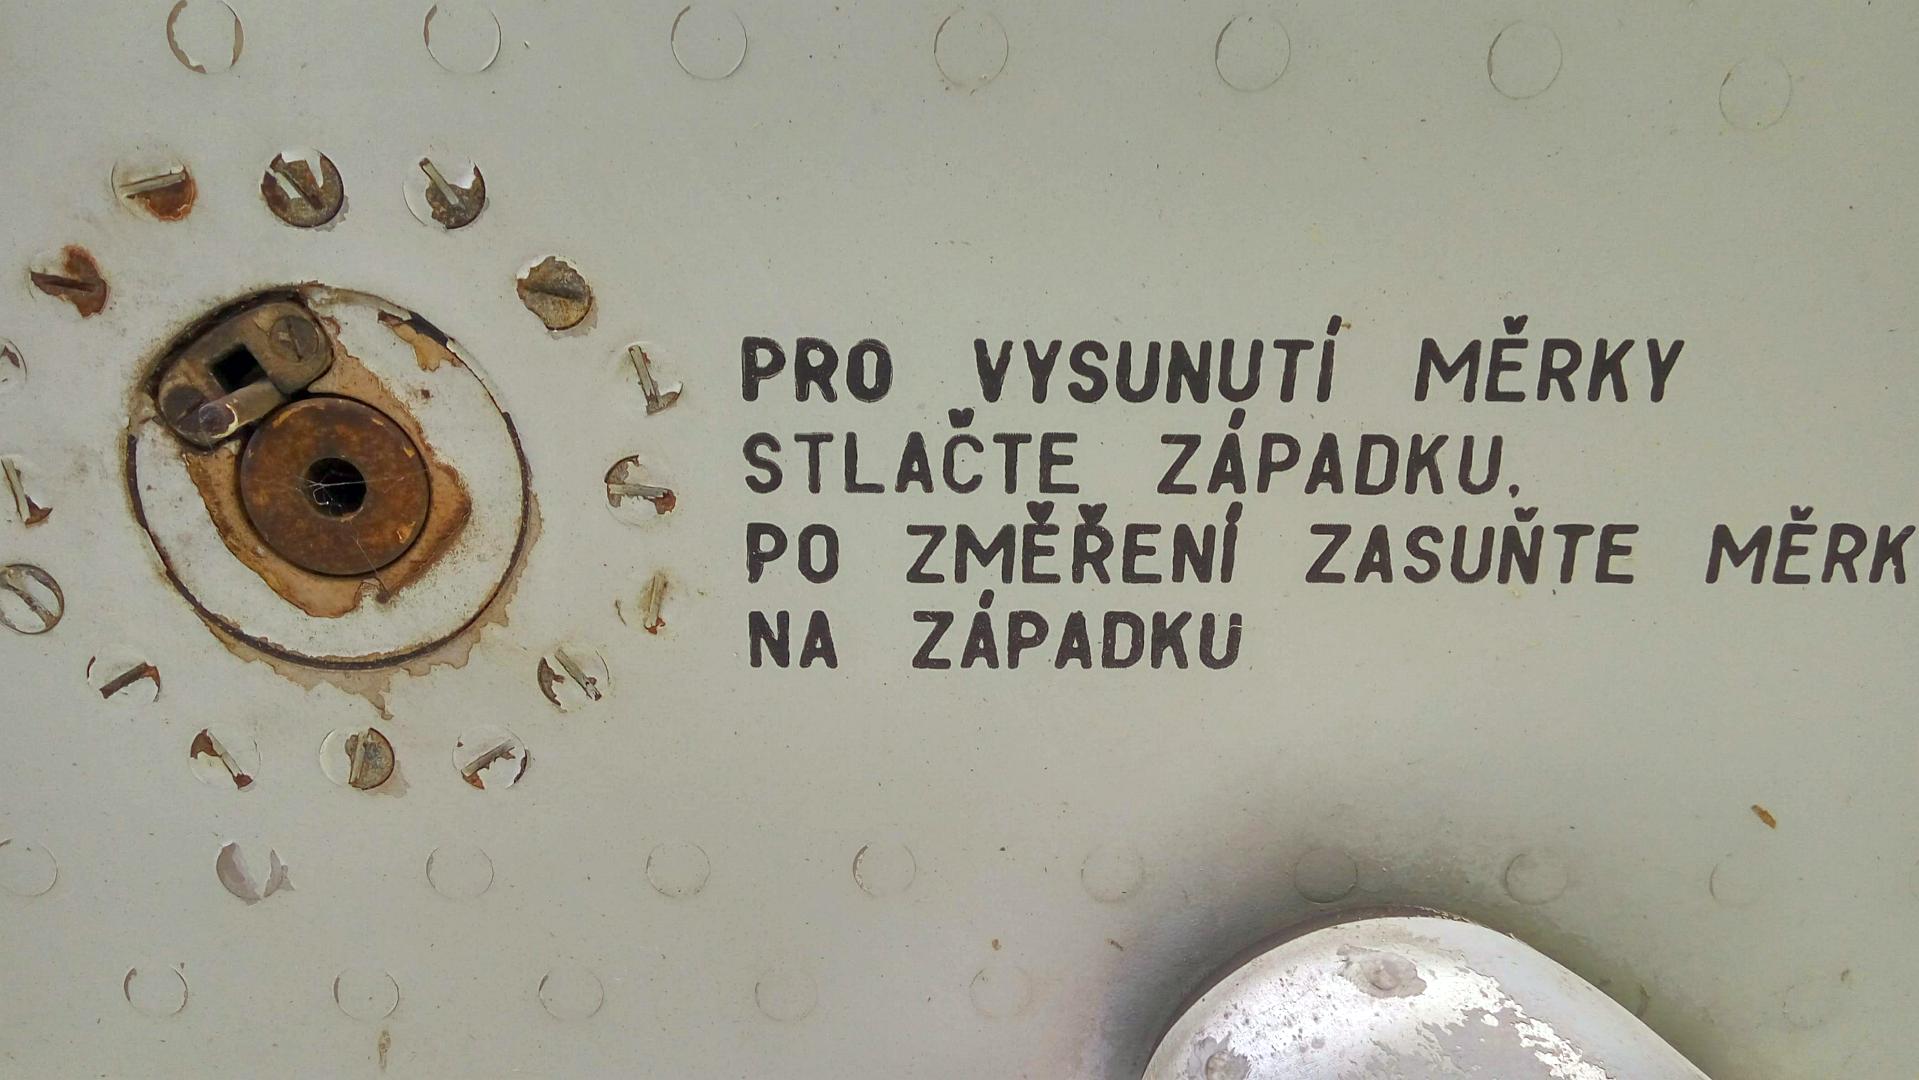 PRO VYSUNUTÍ MĚRKY
STLAČTE ZÁPADKU.
PO ZMĚŘENÍ ZASUŇTE MĚRK
NA ZÁPADKU